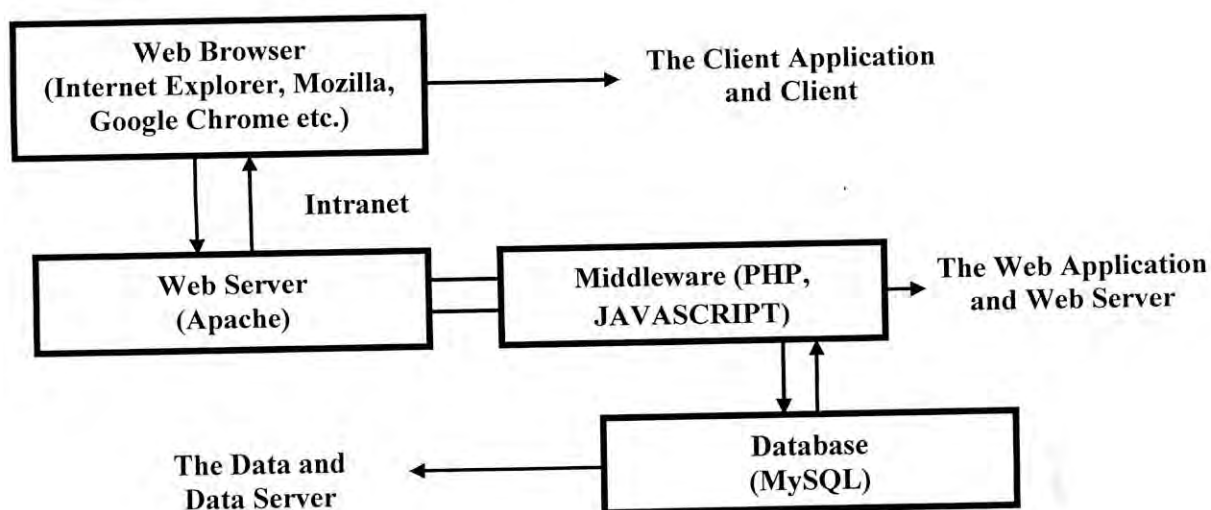 Web Browser
(Internet Explorer, Mozilla,
Google Chrome etc.)
The Client Application
and Client
Intranet
Web Server
(Apache)
Middleware (PHP,
JAVASCRIPT)
The Web Application
and Web Server
Database
(MySQL)
The Data and
Data Server